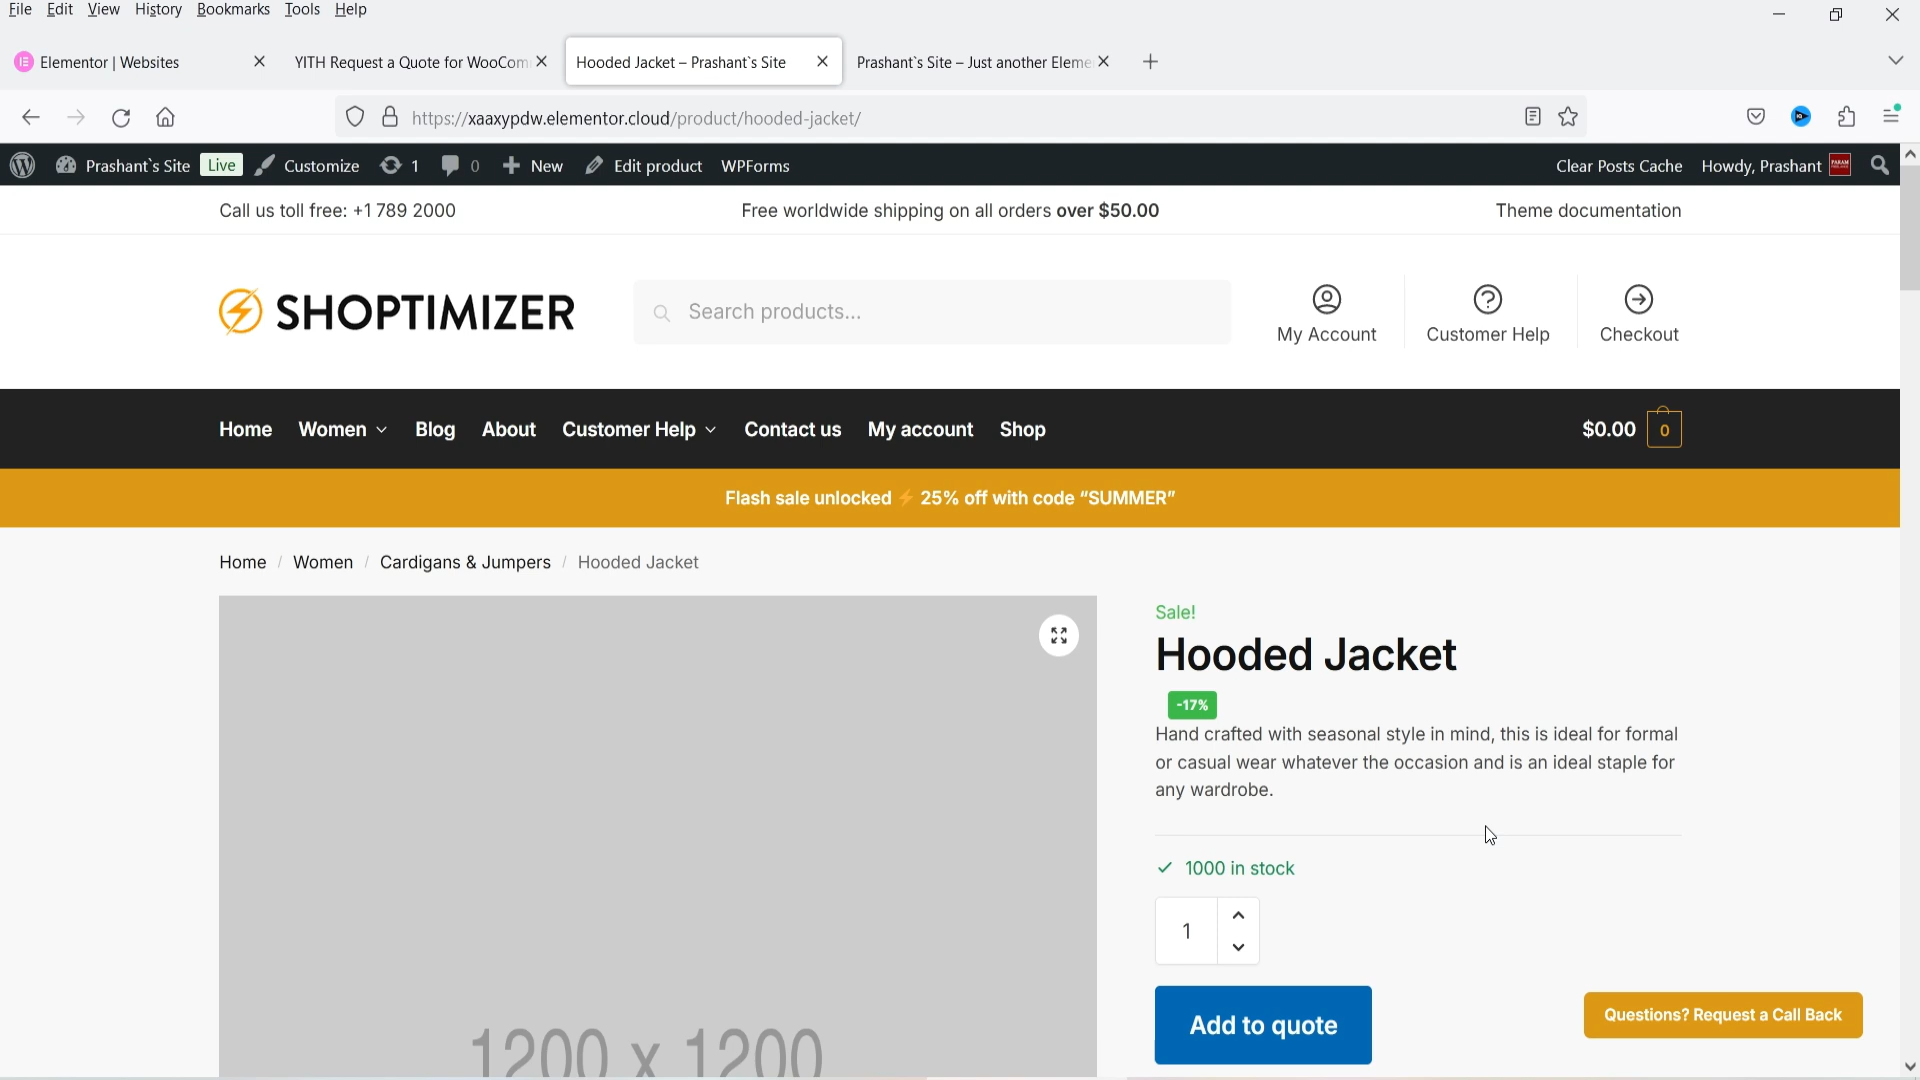 File Edit View History Bookmarks Tools Help
Elementor | Websites
YITH Request a Quote for WooCom
Hooded Jacket – Prashant`s Site
Prashant`s Site – Just another Eleme
https://xaaxypdw.elementor.cloud/product/hooded-jacket/
Prashant`s Site Live Customize 1 0 New Edit product WPForms Clear Posts Cache Howdy, Prashant
Call us toll free: +1 789 2000 Free worldwide shipping on all orders over $50.00 Theme documentation
SHOPTIMIZER
Search products...
My Account Customer Help Checkout
Home Women Blog About Customer Help Contact us My account Shop $0.00 0
Flash sale unlocked ⚡ 25% off with code “SUMMER”
Home / Women / Cardigans & Jumpers / Hooded Jacket
Sale!
Hooded Jacket
-17%
Hand crafted with seasonal style in mind, this is ideal for formal
or casual wear whatever the occasion and is an ideal staple for
any wardrobe.
1000 in stock
1
Add to quote
Questions? Request a Call Back
1200 x 1200